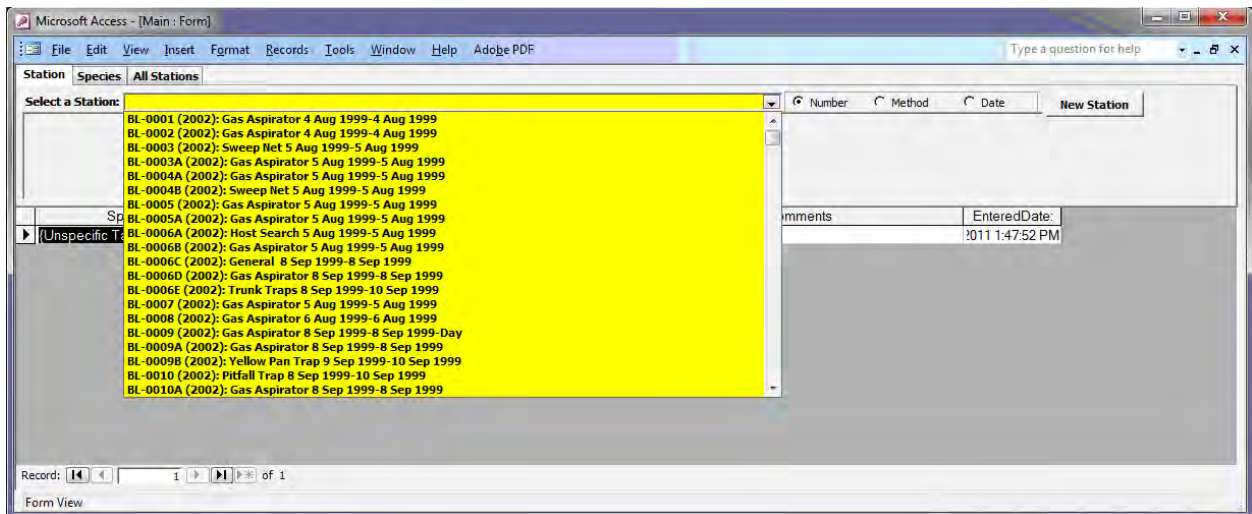 Microsoft Access - [Main : Form]
File Edit View Insert Format Records Tools Window Help Adobe PDF Type a question for help
Station Species All Stations
Select a Station: Number Method Date New Station
BL-0001 (2002): Gas Aspirator 4 Aug 1999-4 Aug 1999
BL-0002 (2002): Gas Aspirator 4 Aug 1999-4 Aug 1999
BL-0003 (2002): Sweep Net 5 Aug 1999-5 Aug 1999
BL-0003A (2002): Gas Aspirator 5 Aug 1999-5 Aug 1999
BL-0004A (2002): Gas Aspirator 5 Aug 1999-5 Aug 1999
BL-0004B (2002): Sweep Net 5 Aug 1999-5 Aug 1999
BL-0005 (2002): Gas Aspirator 5 Aug 1999-5 Aug 1999
BL-0005A (2002): Gas Aspirator 5 Aug 1999-5 Aug 1999
BL-0006A (2002): Host Search 5 Aug 1999-5 Aug 1999
BL-0006B (2002): Gas Aspirator 5 Aug 1999-5 Aug 1999
BL-0006C (2002): General 8 Sep 1999-8 Sep 1999
BL-0006D (2002): Gas Aspirator 8 Sep 1999-8 Sep 1999
BL-0006E (2002): Trunk Traps 8 Sep 1999-10 Sep 1999
BL-0007 (2002): Gas Aspirator 5 Aug 1999-5 Aug 1999
BL-0008 (2002): Gas Aspirator 6 Aug 1999-6 Aug 1999
BL-0009 (2002): Gas Aspirator 8 Sep 1999-8 Sep 1999-Day
BL-0009A (2002): Gas Aspirator 8 Sep 1999-8 Sep 1999
BL-0009B (2002): Yellow Pan Trap 9 Sep 1999-10 Sep 1999
BL-0010 (2002): Pitfall Trap 8 Sep 1999-10 Sep 1999
BL-0010A (2002): Gas Aspirator 8 Sep 1999-8 Sep 1999
Sp mments EnteredDate:
{Unspecific Ta 2011 1:47:52 PM
Record: 1 of 1
Form View